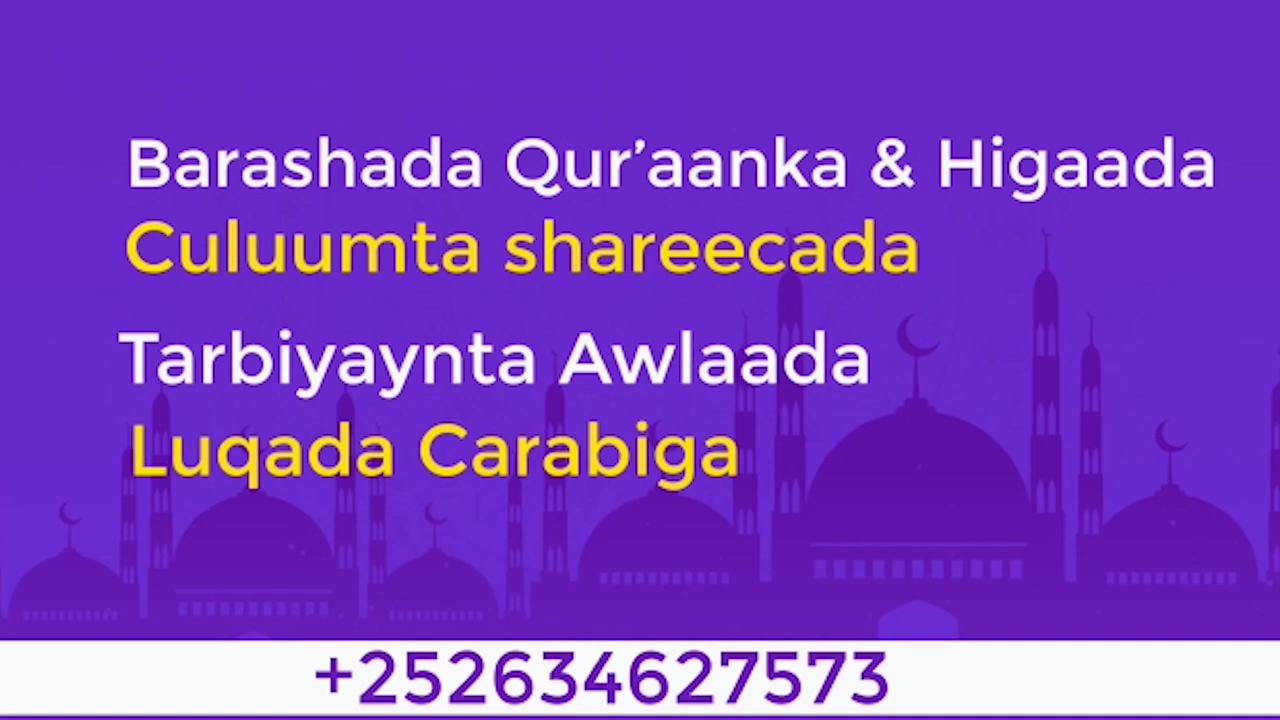 Barashada Qur’aanka & Higaada
Culuumta shareecada
Tarbiyaynta Awlaada
Luqada Carabiga
+252634627573